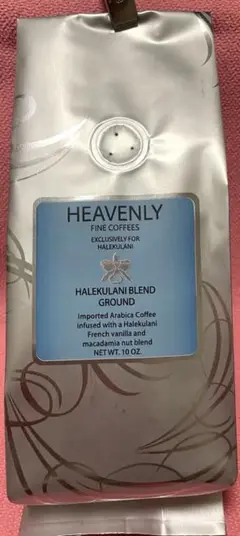 HEAVENLY
FINE COFFEES
EXCLUSIVELY FOR
HALEKULANI
HALEKULANI BLEND
GROUND
Imported Arabica Coffee
infused with a Halekulani
French vanilla and
macadamia nut blend
NET WT. 10 OZ.